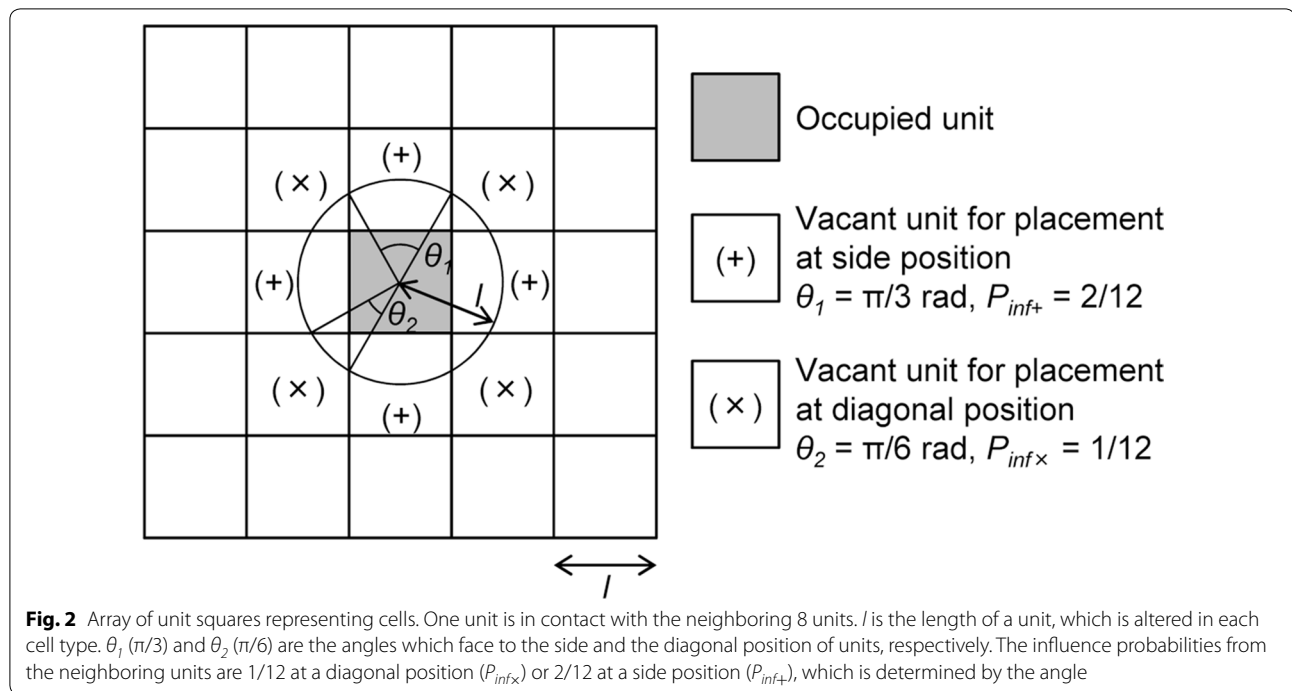 (+)
(×)
(×)
θ1
(+)
(+)
l
θ2
(×)
(×)
(+)
l
Occupied unit
(+)
Vacant unit for placement
at side position
θ1 = π/3 rad, Pinf+ = 2/12
(×)
Vacant unit for placement
at diagonal position
θ2 = π/6 rad, Pinf× = 1/12
Fig. 2 Array of unit squares representing cells. One unit is in contact with the neighboring 8 units. l is the length of a unit, which is altered in each
cell type. θ1 (π/3) and θ2 (π/6) are the angles which face to the side and the diagonal position of units, respectively. The influence probabilities from
the neighboring units are 1/12 at a diagonal position (Pinf×) or 2/12 at a side position (Pinf+), which is determined by the angle